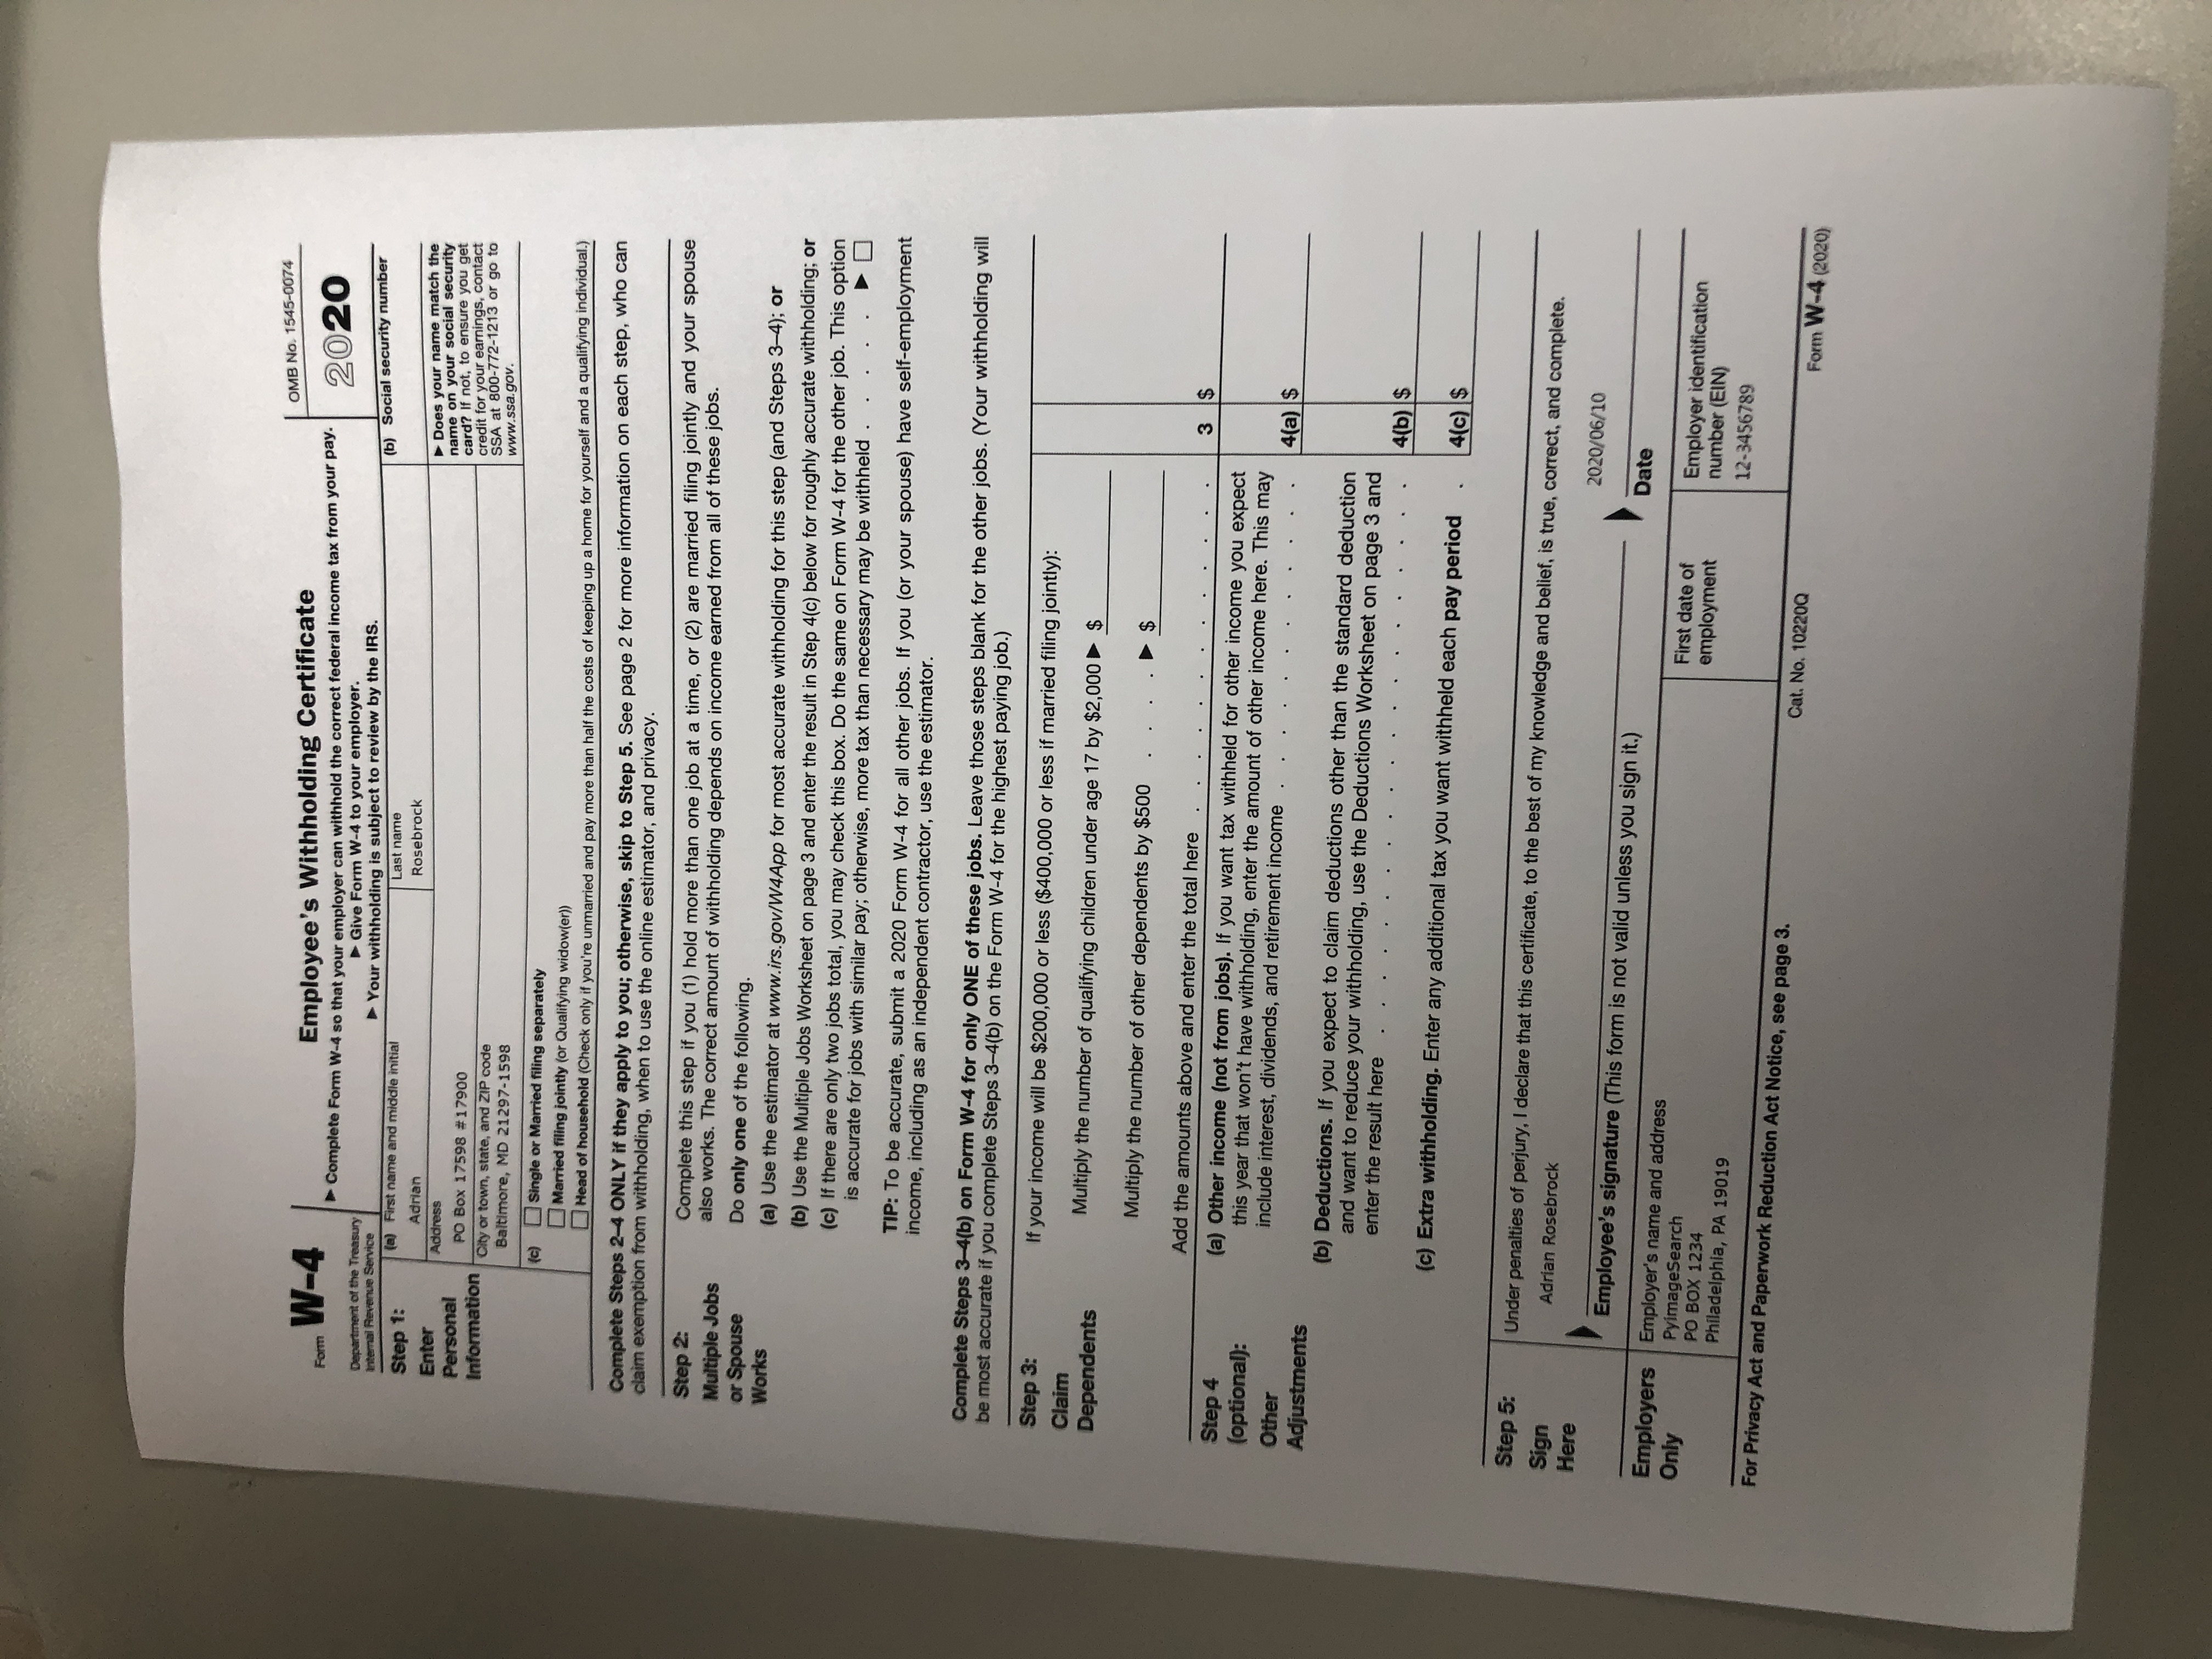 Form W-4
Department of the Treasury
Internal Revenue Service
Employee's Withholding Certificate
▶ Complete Form W-4 so that your employer can withhold the correct federal income tax from your pay.
▶ Give Form W-4 to your employer.
▶ Your withholding is subject to review by the IRS.
OMB No. 1545-0074
2020
Step 1:
Enter
Personal
Information
(a) First name and middle initial
Adrian
Last name
Rosebrock
(b) Social security number
Address
PO Box 17598 #17900
City or town, state, and ZIP code
Baltimore, MD 21297-1598
▶ Does your name match the
name on your social security
card? If not, to ensure you get
credit for your earnings, contact
SSA at 800-772-1213 or go to
www.ssa.gov.
(c) Single or Married filing separately
Married filing jointly (or Qualifying widow(er))
Head of household (Check only if you're unmarried and pay more than half the costs of keeping up a home for yourself and a qualifying individual.)
Complete Steps 2–4 ONLY if they apply to you; otherwise, skip to Step 5. See page 2 for more information on each step, who can
claim exemption from withholding, when to use the online estimator, and privacy.
Step 2:
Multiple Jobs
or Spouse
Works
Complete this step if you (1) hold more than one job at a time, or (2) are married filing jointly and your spouse
also works. The correct amount of withholding depends on income earned from all of these jobs.
Do only one of the following.
(a) Use the estimator at www.irs.gov/W4App for most accurate withholding for this step (and Steps 3–4); or
(b) Use the Multiple Jobs Worksheet on page 3 and enter the result in Step 4(c) below for roughly accurate withholding; or
(c) If there are only two jobs total, you may check this box. Do the same on Form W-4 for the other job. This option
is accurate for jobs with similar pay; otherwise, more tax than necessary may be withheld . . . . . ▶
TIP: To be accurate, submit a 2020 Form W-4 for all other jobs. If you (or your spouse) have self-employment
income, including as an independent contractor, use the estimator.
Complete Steps 3–4(b) on Form W-4 for only ONE of these jobs. Leave those steps blank for the other jobs. (Your withholding will
be most accurate if you complete Steps 3–4(b) on the Form W-4 for the highest paying job.)
Step 3:
Claim
Dependents
If your income will be $200,000 or less ($400,000 or less if married filing jointly):
Multiply the number of qualifying children under age 17 by $2,000 ▶ $
Multiply the number of other dependents by $500 . . . . ▶ $
Add the amounts above and enter the total here . . . . . . . . . . . . . 3 $
Step 4
(optional):
Other
Adjustments
(a) Other income (not from jobs). If you want tax withheld for other income you expect
this year that won't have withholding, enter the amount of other income here. This may
include interest, dividends, and retirement income . . . . . . . . . . . . 4(a) $
(b) Deductions. If you expect to claim deductions other than the standard deduction
and want to reduce your withholding, use the Deductions Worksheet on page 3 and
enter the result here . . . . . . . . . . . . . . . . . . . . . 4(b) $
(c) Extra withholding. Enter any additional tax you want withheld each pay period . 4(c) $
Step 5:
Sign
Here
Under penalties of perjury, I declare that this certificate, to the best of my knowledge and belief, is true, correct, and complete.
Adrian Rosebrock
2020/06/10
Employee's signature (This form is not valid unless you sign it.)
Date
Employers
Only
Employer's name and address
PyimageSearch
PO BOX 1234
Philadelphia, PA 19019
First date of
employment
Employer identification
number (EIN)
12-3456789
For Privacy Act and Paperwork Reduction Act Notice, see page 3.
Cat. No. 10220Q
Form W-4 (2020)